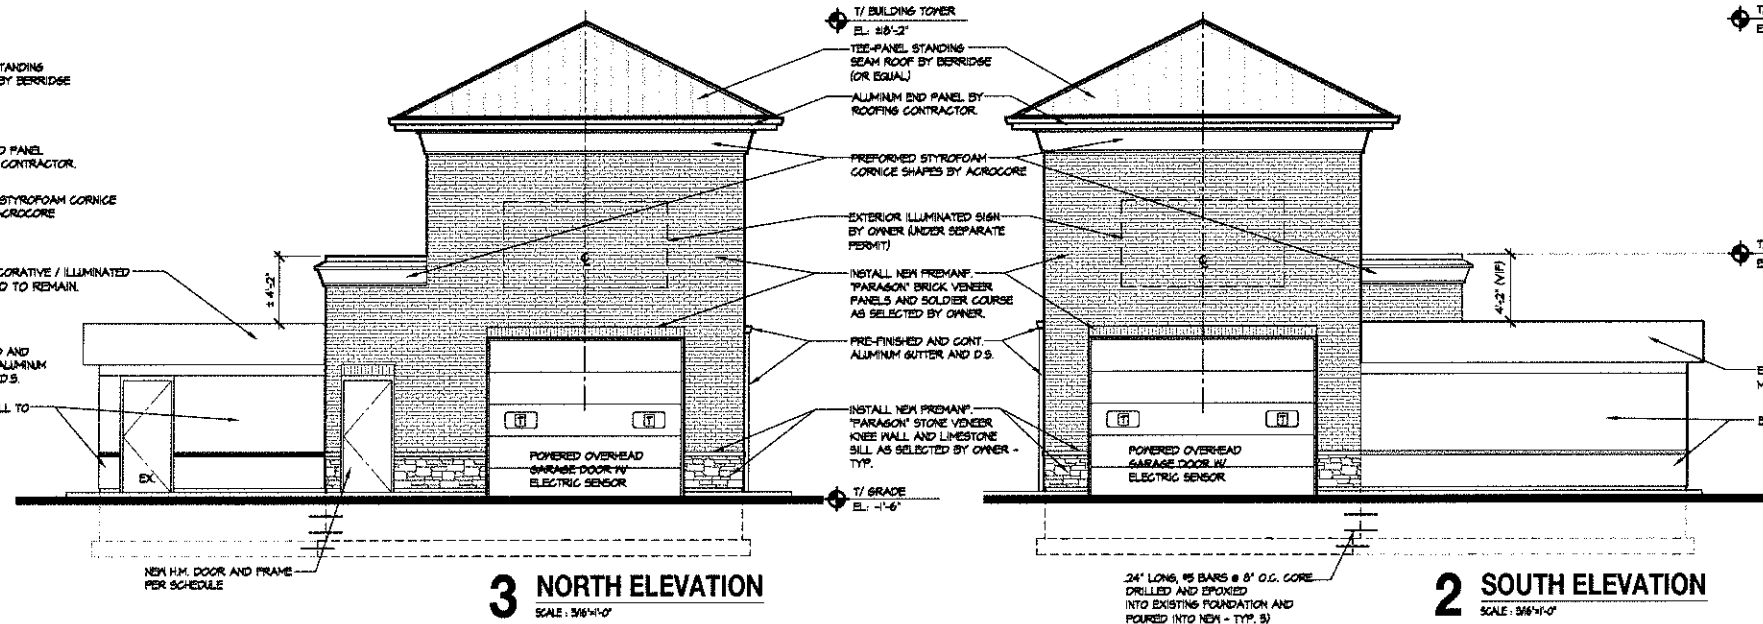 TANDING
BY BERRIDGE
D PANEL
CONTRACTOR.
STYROFOAM CORNICE
ACROCORE
CORATIVE / ILLUMINATED
D TO REMAIN.
D AND
ALUMINUM
D.S.
LL TO
± 4'-2"
EX.
NEW H.M. DOOR AND FRAME
PER SCHEDULE
POWERED OVERHEAD
GARAGE DOOR W/
ELECTRIC SENSOR
3 NORTH ELEVATION
SCALE : 3/16"=1'-0"
T/ BUILDING TOWER
TEE-PANEL STANDING
SEAM ROOF BY BERRIDGE
(OR EQUAL)
ALUMINUM END PANEL BY
ROOFING CONTRACTOR.
PREFORMED STYROFOAM
CORNICE SHAPES BY ACROCORE
EXTERIOR ILLUMINATED SIGN
BY OWNER (UNDER SEPARATE
PERMIT)
INSTALL NEW PREMANF.
"PARAGON" BRICK VENEER
PANELS AND SOLDIER COURSE
AS SELECTED BY OWNER.
PRE-FINISHED AND CONT.
ALUMINUM GUTTER AND D.S.
INSTALL NEW PREMANF.
"PARAGON" STONE VENEER
KNEE WALL AND LIMESTONE
SILL AS SELECTED BY OWNER -
TYP.
T/ GRADE
EL: -1'-6"
POWERED OVERHEAD
GARAGE DOOR W/
ELECTRIC SENSOR
4'-2" (VIF)
24" LONG, #5 BARS @ 8" O.C. CORE
DRILLED AND EPOXIED
INTO EXISTING FOUNDATION AND
POURED INTO NEW - TYP.
2 SOUTH ELEVATION
SCALE : 3/16"=1'-0"